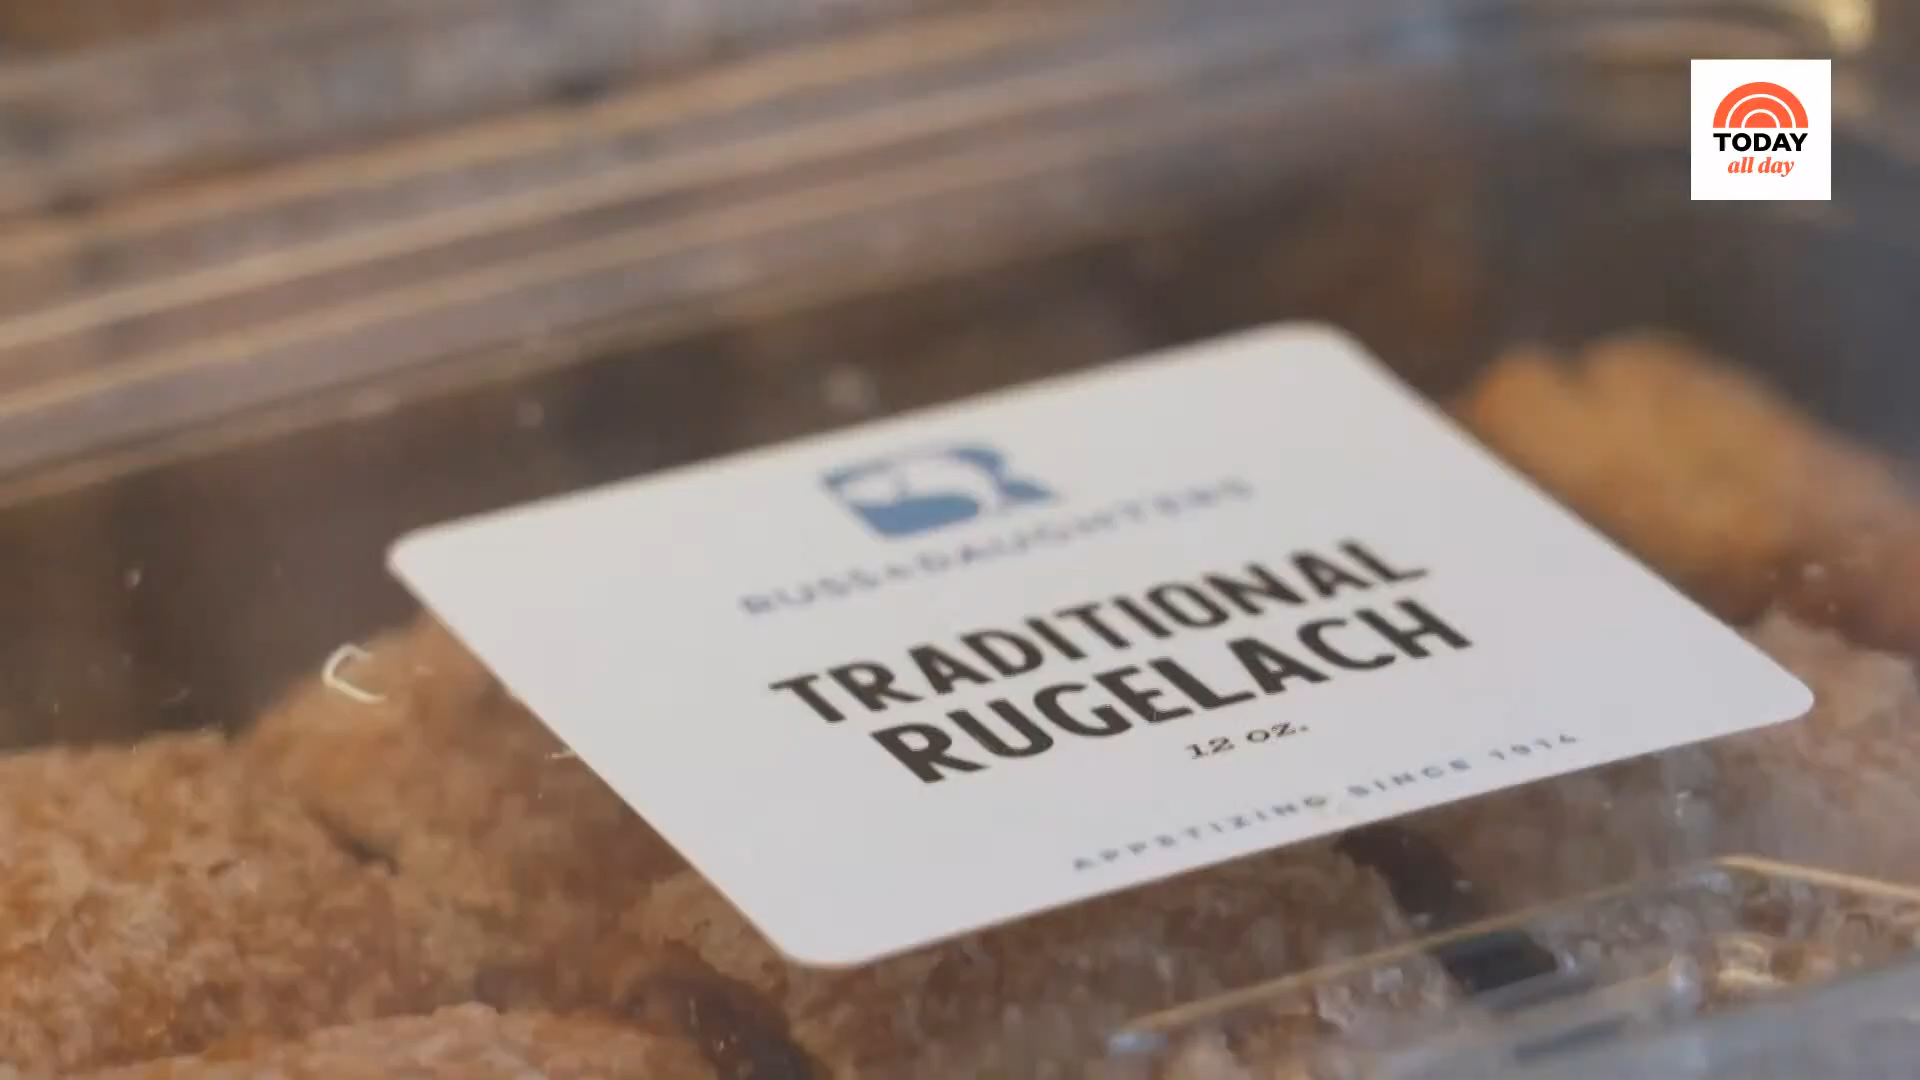 TODAY
all day
RUSS & DAUGHTERS
TRADITIONAL
RUGELACH
12 oz.
APPETIZING SINCE 1914